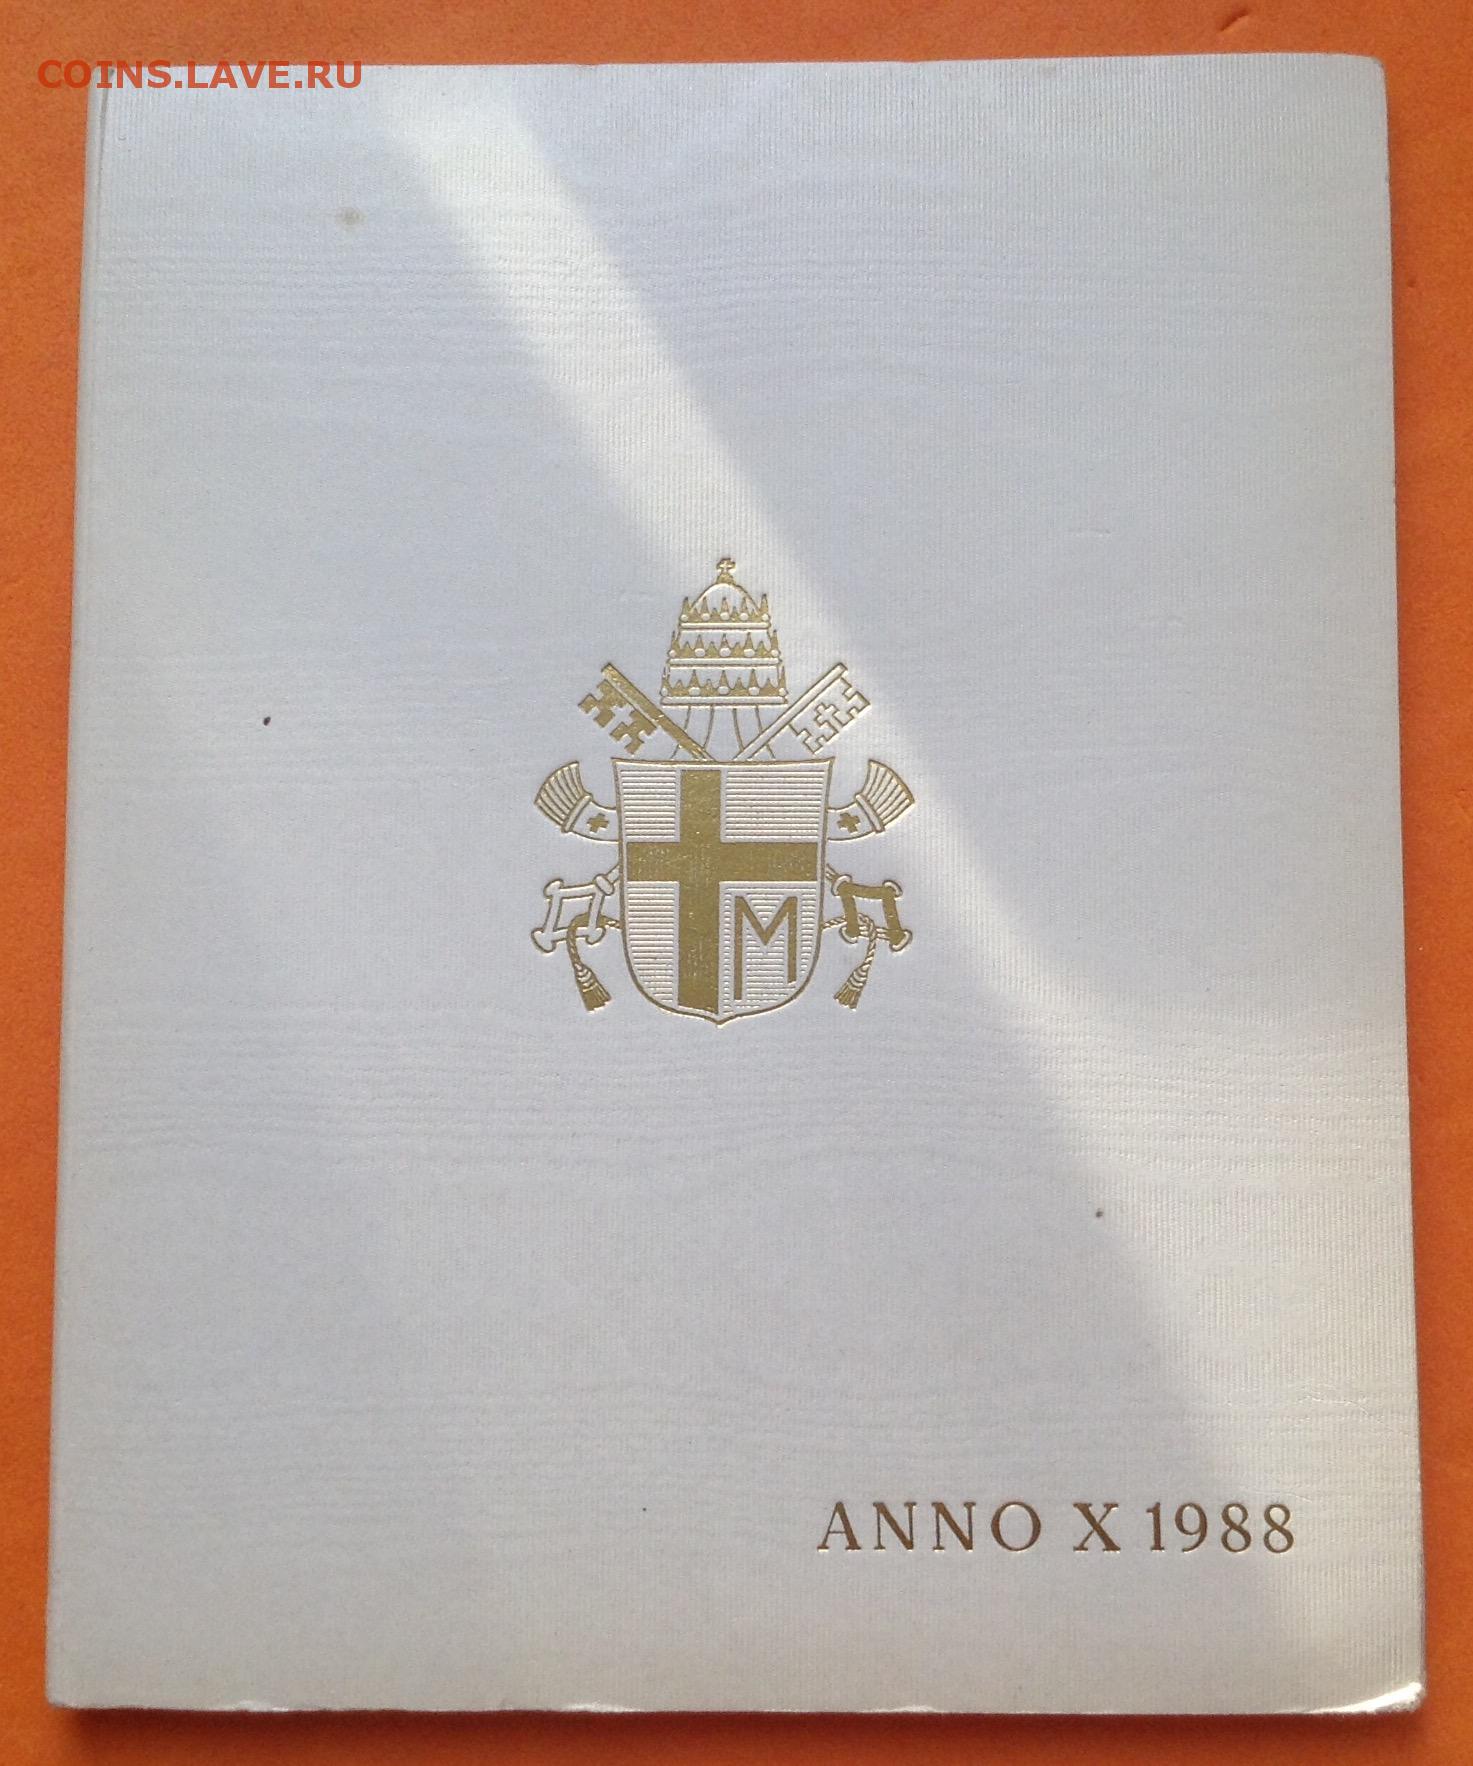 COINS.LAVE.RU
M
ANNO X 1988